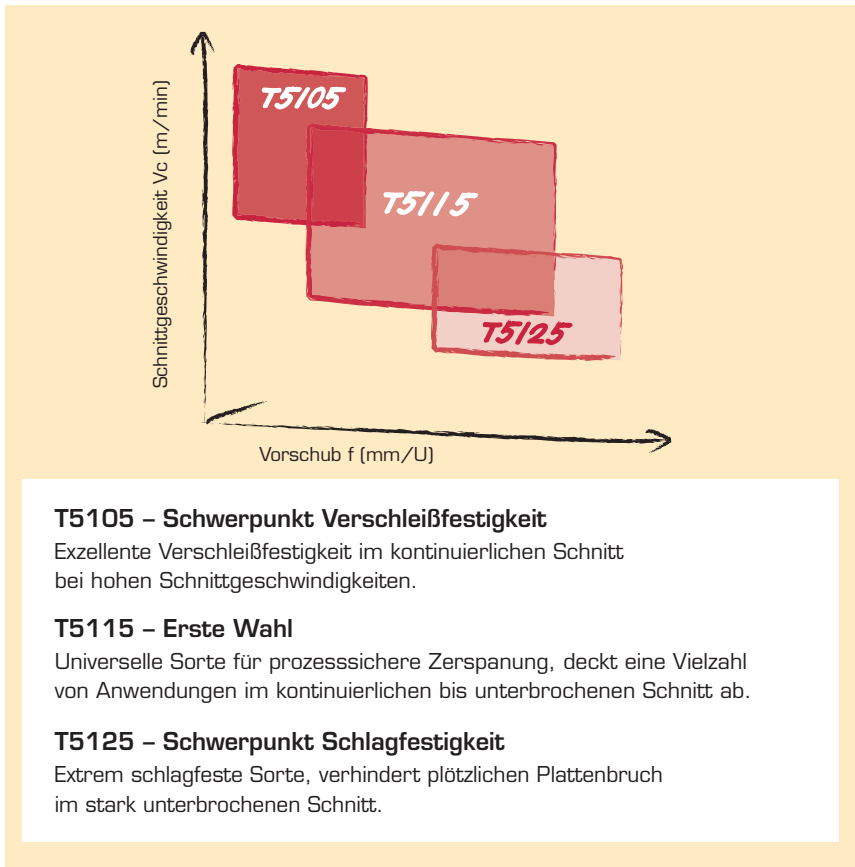 Schnittgeschwindigkeit Vc (m/min)
T5105
T5115
T5125
Vorschub f (mm/U)
T5105 – Schwerpunkt Verschleißfestigkeit
Exzellente Verschleißfestigkeit im kontinuierlichen Schnitt
bei hohen Schnittgeschwindigkeiten.
T5115 – Erste Wahl
Universelle Sorte für prozesssichere Zerspanung, deckt eine Vielzahl
von Anwendungen im kontinuierlichen bis unterbrochenen Schnitt ab.
T5125 – Schwerpunkt Schlagfestigkeit
Extrem schlagfeste Sorte, verhindert plötzlichen Plattenbruch
im stark unterbrochenen Schnitt.